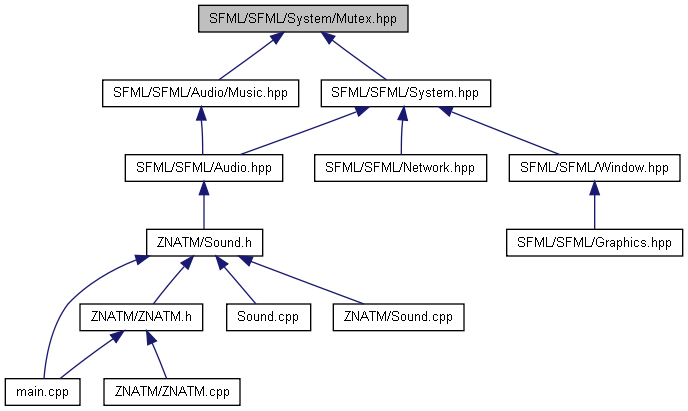 SFML/SFML/System/Mutex.hpp
SFML/SFML/Audio/Music.hpp
SFML/SFML/System.hpp
SFML/SFML/Audio.hpp
SFML/SFML/Network.hpp
SFML/SFML/Window.hpp
ZNATM/Sound.h
SFML/SFML/Graphics.hpp
ZNATM/ZNATM.h
Sound.cpp
ZNATM/Sound.cpp
main.cpp
ZNATM/ZNATM.cpp